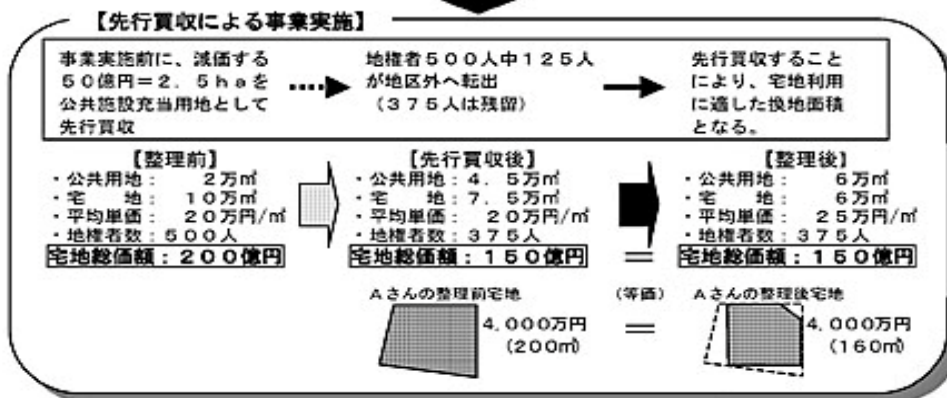 【先行買収による事業実施】
事業実施前に、減価する
50億円=2.5haを
公共施設充当用地として
先行買収
地権者500人中125人
が地区外へ転出
(375人は残留)
先行買収すること
により、宅地利用
に適した換地面積
となる。
【整理前】
・公共用地: 2万㎡
・宅 地: 10万㎡
・平均単価: 20万円/㎡
・地権者数:500人
宅地総価額:200億円
【先行買収後】
・公共用地:4.5万㎡
・宅 地:7.5万㎡
・平均単価: 20万円/㎡
・地権者数:375人
宅地総価額:150億円
=
【整理後】
・公共用地: 6万㎡
・宅 地: 6万㎡
・平均単価: 25万円/㎡
・地権者数:375人
宅地総価額:150億円
Aさんの整理前宅地
4,000万円
(200㎡)
(等価)
=
Aさんの整理後宅地
4,000万円
(160㎡)